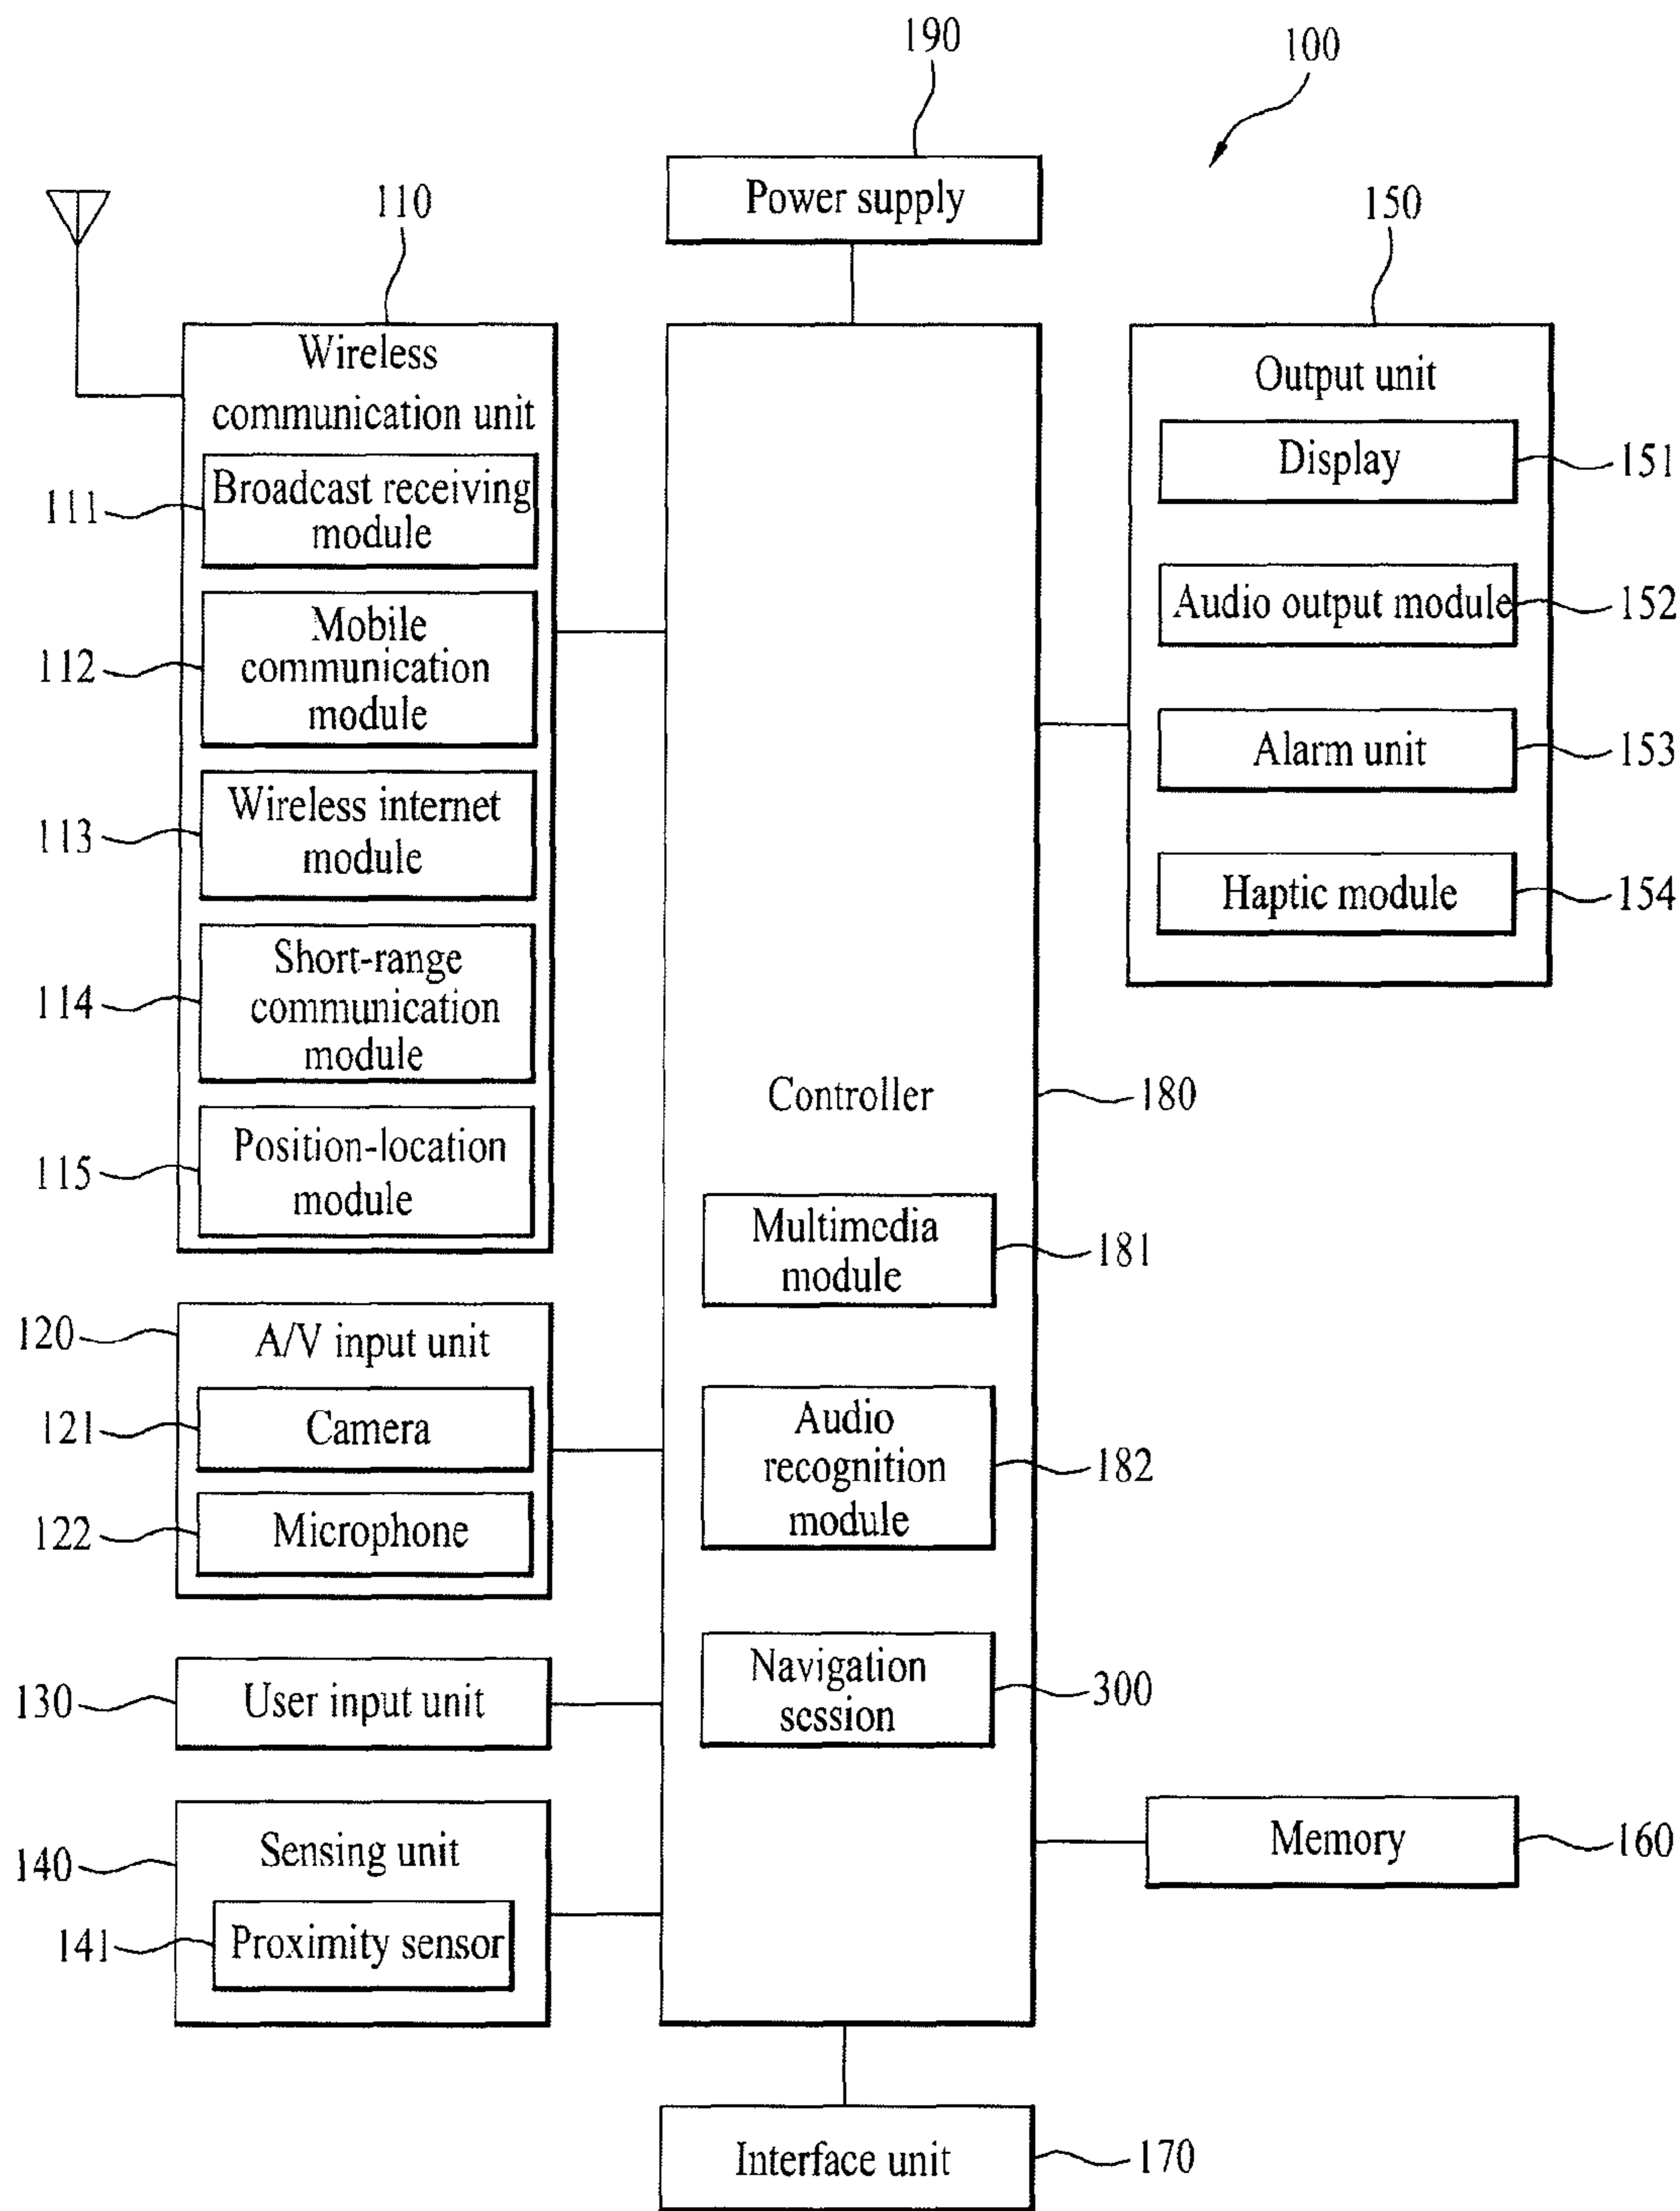 190
100
Power supply
110
150
Wireless
communication unit
Output unit
Display
151
111
Broadcast receiving
module
Audio output module
152
112
Mobile
communication
module
Alarm unit
153
113
Wireless internet
module
Haptic module
154
114
Short-range
communication
module
Controller
180
115
Position-location
module
Multimedia
module
181
120
A/V input unit
121
Camera
Audio
recognition
module
182
122
Microphone
130
User input unit
Navigation
session
300
140
Sensing unit
Memory
160
141
Proximity sensor
Interface unit
170